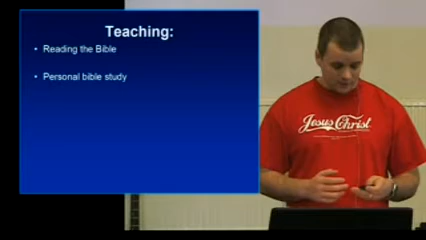 Teaching:
• Reading the Bible
• Personal bible study
Jesus Christ